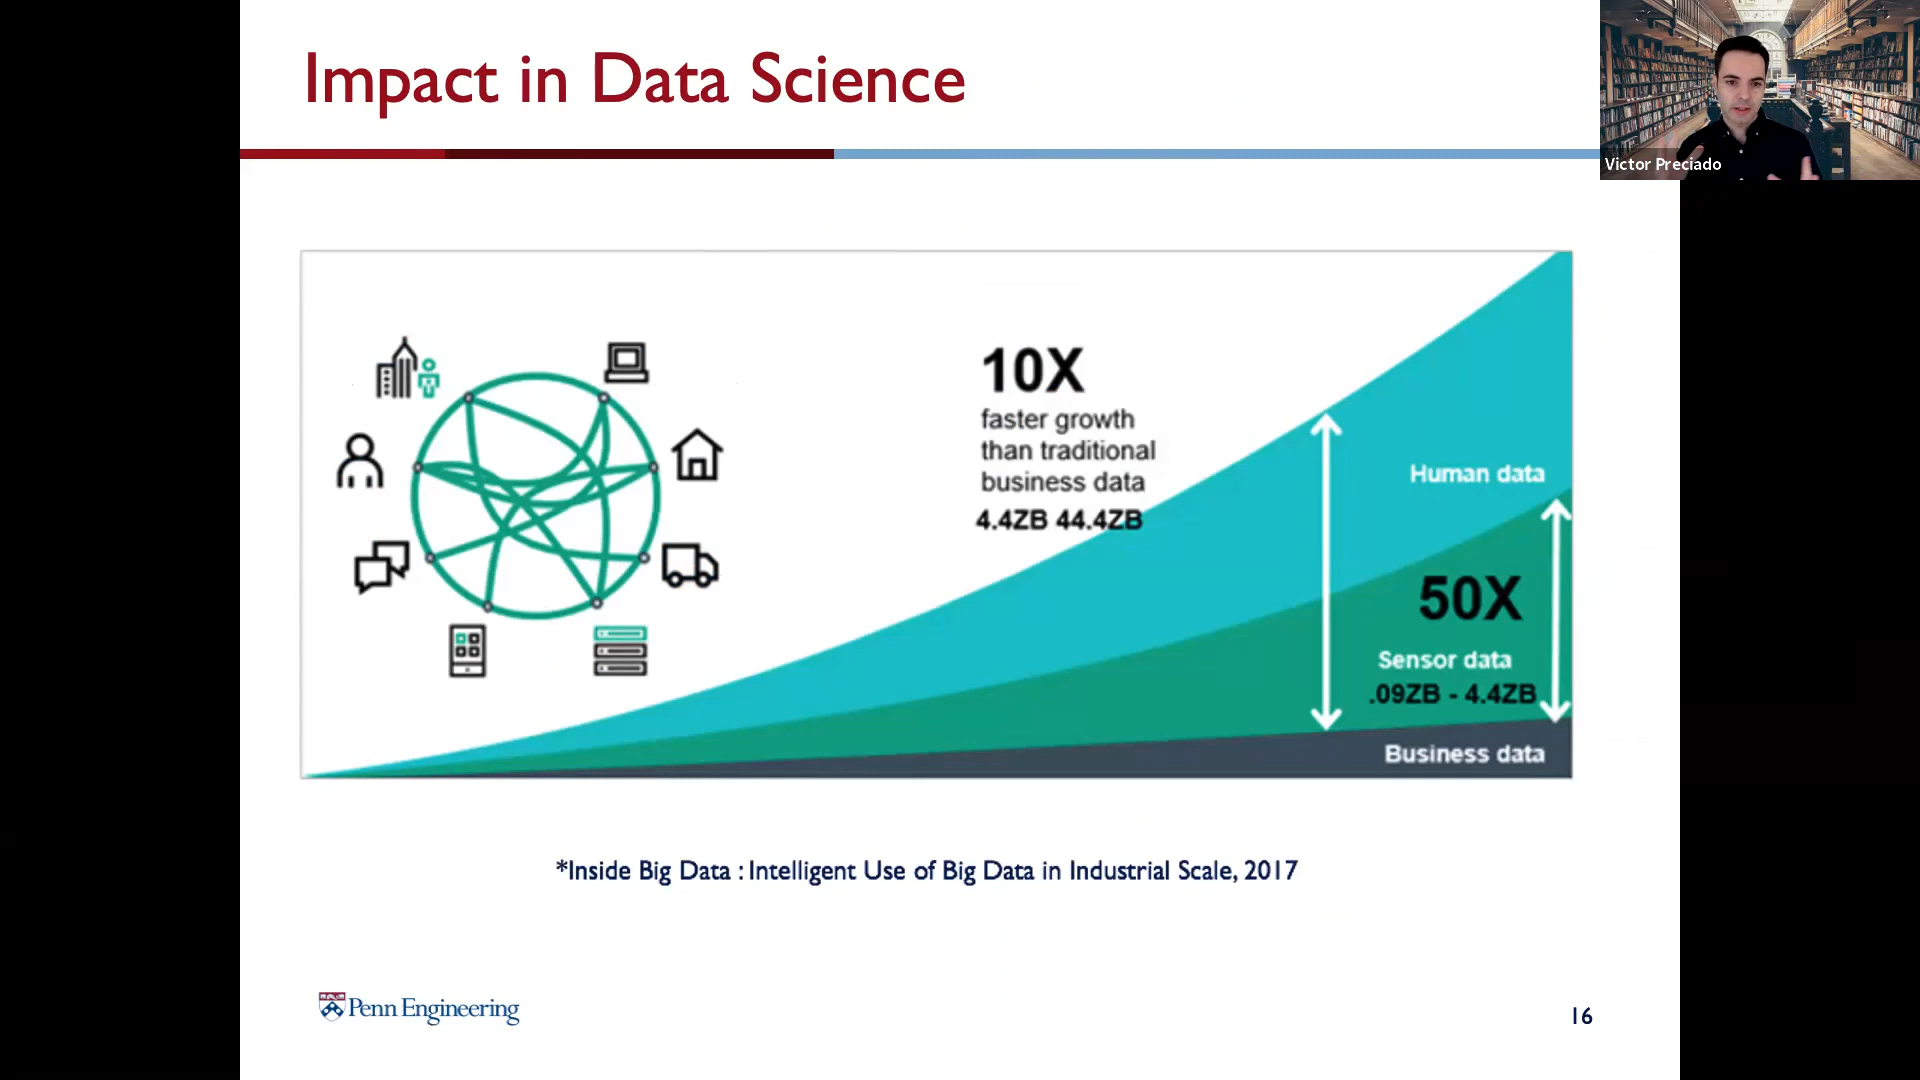 Impact in Data Science
Victor Preciado
10X
faster growth
than traditional
business data
4.4ZB 44.4ZB
Human data
50X
Sensor data
.09ZB - 4.4ZB
Business data
*Inside Big Data : Intelligent Use of Big Data in Industrial Scale, 2017
Penn Engineering
16